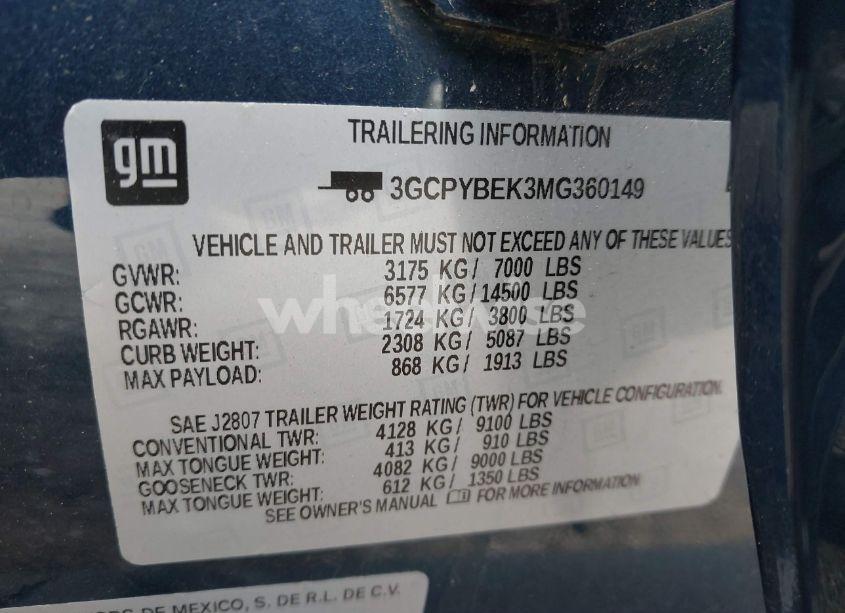 gm
TRAILERING INFORMATION
3GCPYBEK3MG360149
VEHICLE AND TRAILER MUST NOT EXCEED ANY OF THESE VALUES
GVWR: 3175 KG/ 7000 LBS
GCWR: 6577 KG/14500 LBS
RGAWR: 1724 KG/ 3800 LBS
CURB WEIGHT: 2308 KG/ 5087 LBS
MAX PAYLOAD: 868 KG/ 1913 LBS
SAE J2807 TRAILER WEIGHT RATING (TWR) FOR VEHICLE CONFIGURATION.
CONVENTIONAL TWR: 4128 KG/ 9100 LBS
MAX TONGUE WEIGHT: 413 KG/ 910 LBS
GOOSENECK TWR: 4082 KG/ 9000 LBS
MAX TONGUE WEIGHT: 612 KG/ 1350 LBS
SEE OWNER'S MANUAL FOR MORE INFORMATION
DE MEXICO, S. DE R.L. DE C.V.